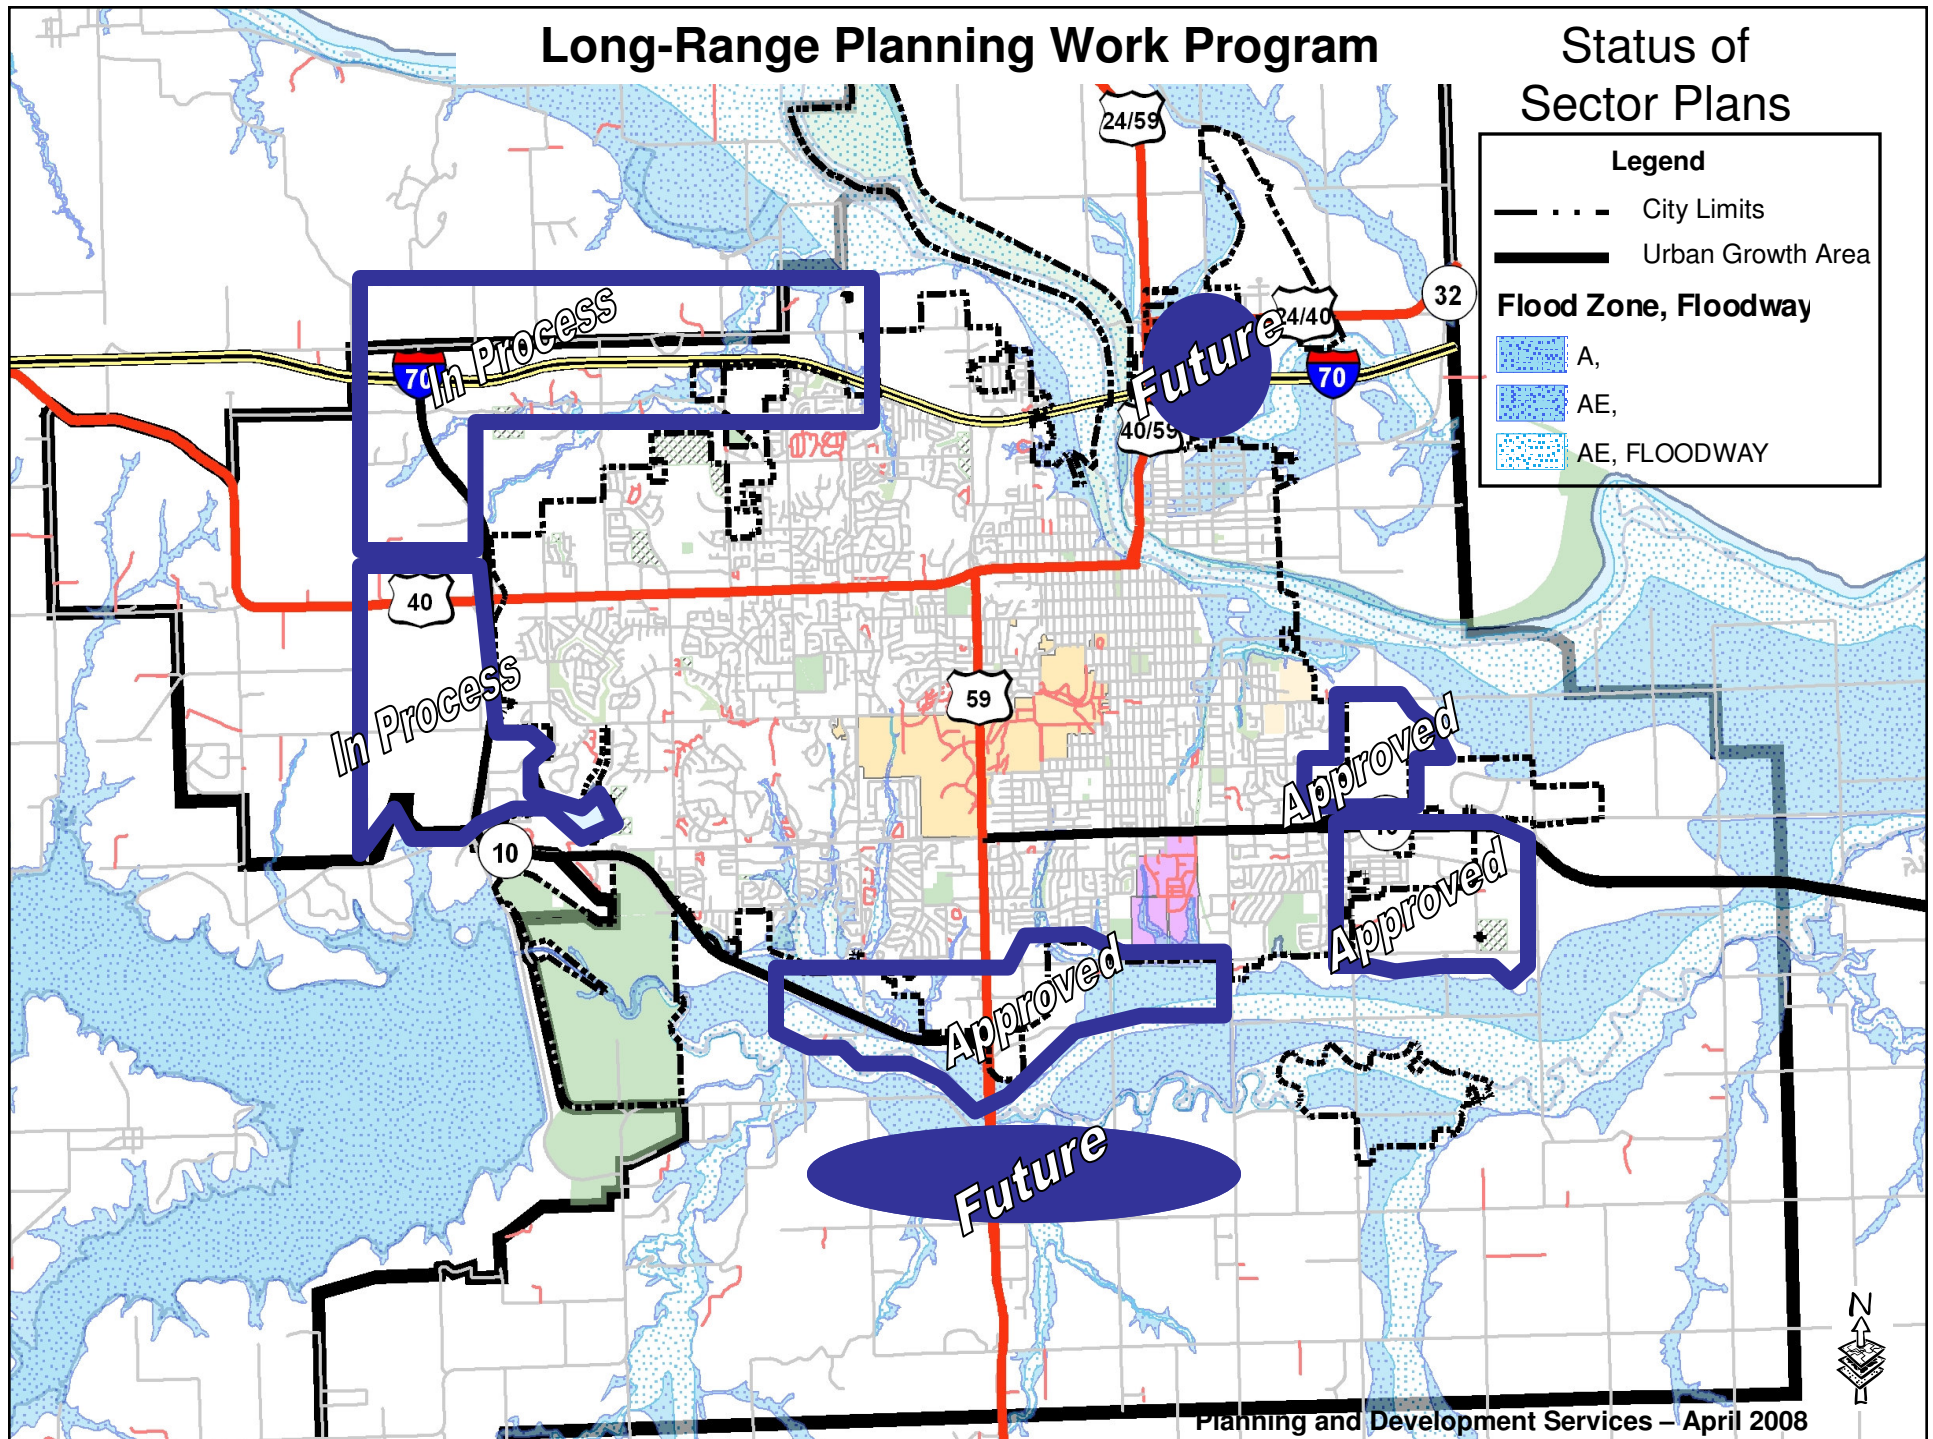 Long-Range Planning Work Program
Status of
Sector Plans
Legend
City Limits
Urban Growth Area
Flood Zone, Floodway
A,
AE,
AE, FLOODWAY
24/59
32
24/40
In Process
70
Future
70
40/59
40
In Process
59
Approved
10
Approved
Approved
Future
N
Planning and Development Services – April 2008